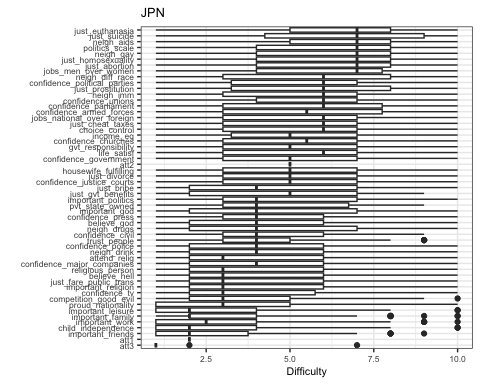 JPN
just_euthanasia
just_suicide
neigh_aids
politics_scale
neigh_gay
just_homosexuality
just_abortion
jobs_men_over_women
neigh_diff_race
confidence_political_parties
just_prostitution
neigh_imm
confidence_unions
confidence_parliament
confidence_armed_forces
jobs_national_over_foreign
just_cheat_taxes
choice_control
income_eq
confidence_churches
gvt_responsibility
life_satisf
confidence_government
att2
housewife_fulfilling
just_divorce
confidence_justice_courts
just_bribe
just_gvt_benefits
important_politics
pvt_state_owned
important_god
confidence_press
believe_god
neigh_drugs
confidence_civil
trust_people
confidence_police
neigh_drink
attend_relig
confidence_major_companies
religious_person
believe_hell
just_fare_public_trans
important_religion
confidence_tv
competition_good_evil
proud_nationality
important_leisure
important_family
important_work
child_independence
important_friends
att1
att3
2.5 5.0 7.5 10.0
Difficulty